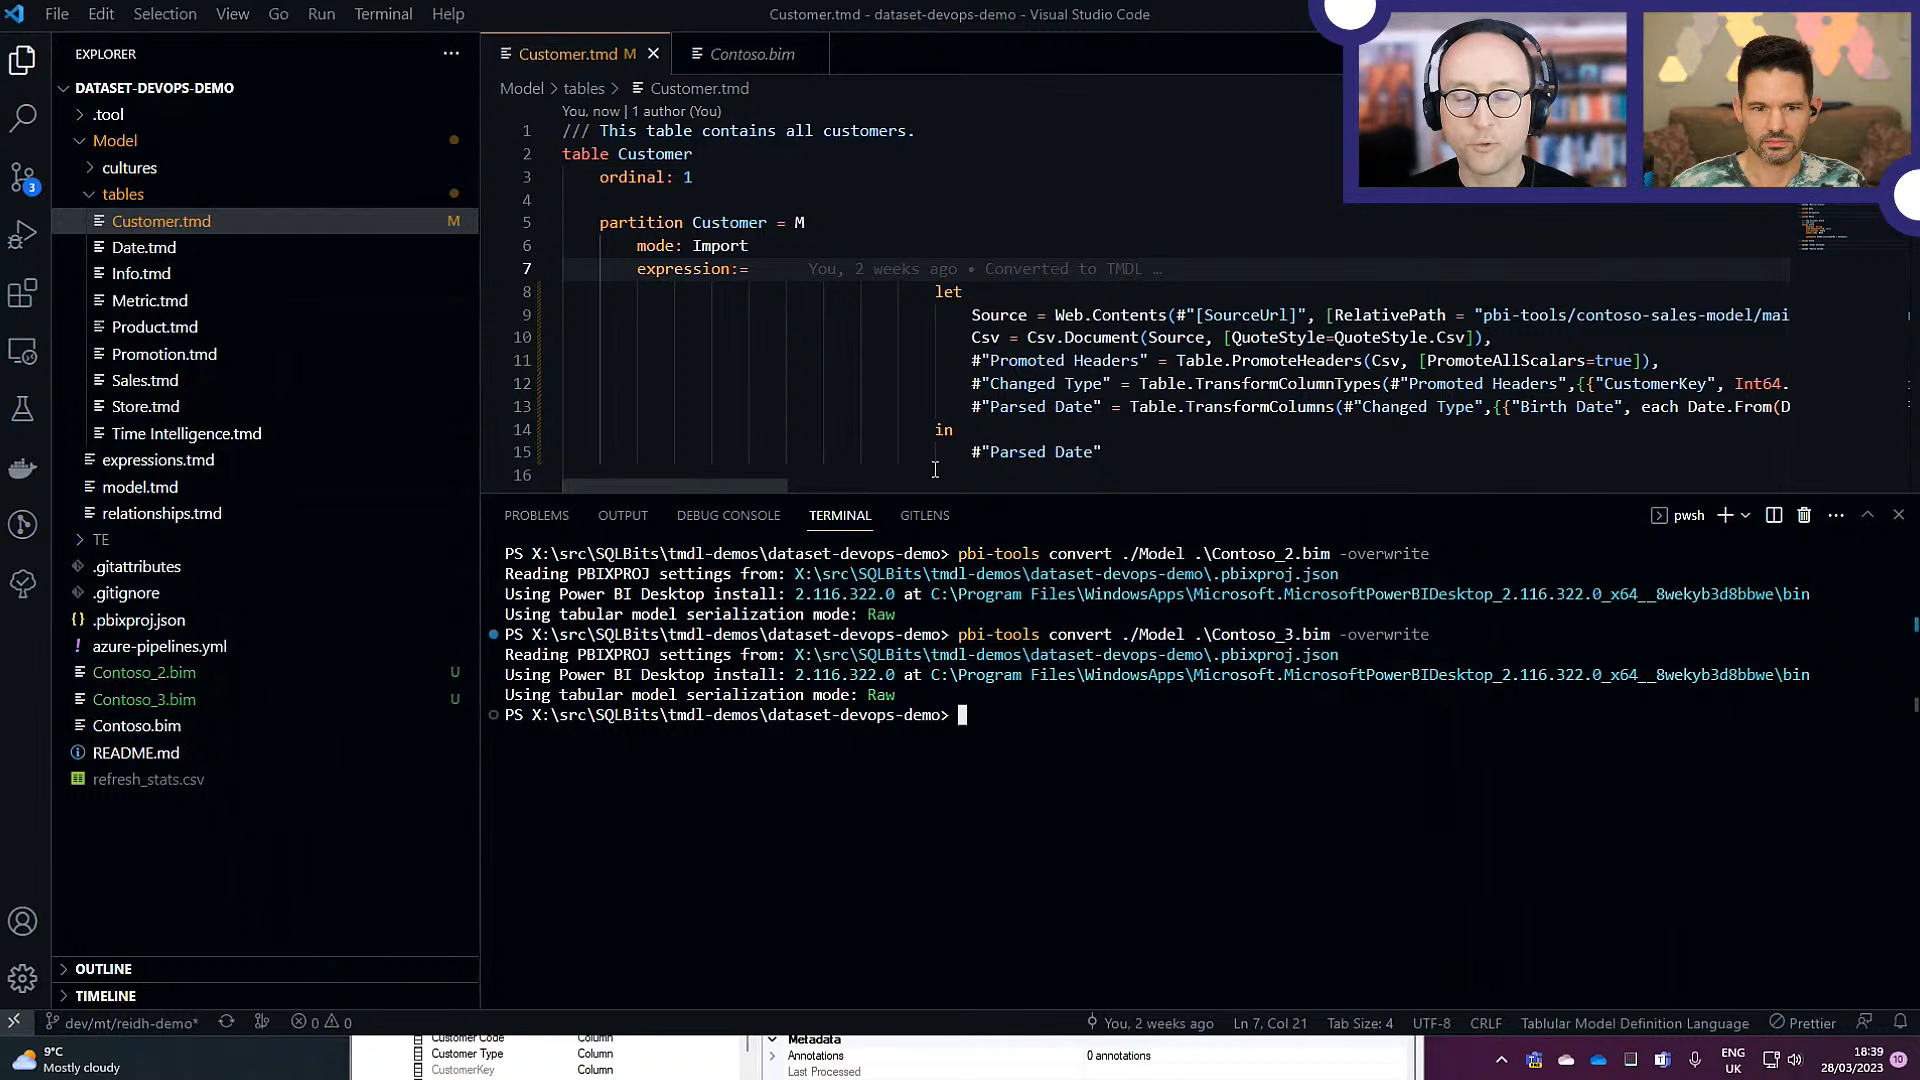 File Edit Selection View Go Run Terminal Help
Customer.tmd - dataset-devops-demo - Visual Studio Code
EXPLORER
DATASET-DEVOPS-DEMO
.tool
Model
cultures
tables
Customer.tmd M
Date.tmd
Info.tmd
Metric.tmd
Product.tmd
Promotion.tmd
Sales.tmd
Store.tmd
Time Intelligence.tmd
expressions.tmd
model.tmd
relationships.tmd
TE
.gitattributes
.gitignore
.pbixproj.json
azure-pipelines.yml
Contoso_2.bim U
Contoso_3.bim U
Contoso.bim
README.md
refresh_stats.csv
OUTLINE
TIMELINE
3
Customer.tmd M
Contoso.bim
Model > tables > Customer.tmd
You, now | 1 author (You)
1 /// This table contains all customers.
2 table Customer
3 ordinal: 1
4
5 partition Customer = M
6 mode: Import
7 expression:= You, 2 weeks ago • Converted to TMDL …
8 let
9 Source = Web.Contents(#"[SourceUrl]", [RelativePath = "pbi-tools/contoso-sales-model/mai
10 Csv = Csv.Document(Source, [QuoteStyle=QuoteStyle.Csv]),
11 #"Promoted Headers" = Table.PromoteHeaders(Csv, [PromoteAllScalars=true]),
12 #"Changed Type" = Table.TransformColumnTypes(#"Promoted Headers",{{"CustomerKey", Int64.
13 #"Parsed Date" = Table.TransformColumns(#"Changed Type",{{"Birth Date", each Date.From(D
14 in
15 #"Parsed Date"
16
PROBLEMS OUTPUT DEBUG CONSOLE TERMINAL GITLENS
pwsh
PS X:\src\SQLBits\tmdl-demos\dataset-devops-demo> pbi-tools convert ./Model .\Contoso_2.bim -overwrite
Reading PBIXPROJ settings from: X:\src\SQLBits\tmdl-demos\dataset-devops-demo\.pbixproj.json
Using Power BI Desktop install: 2.116.322.0 at C:\Program Files\WindowsApps\Microsoft.MicrosoftPowerBIDesktop_2.116.322.0_x64__8wekyb3d8bbwe\bin
Using tabular model serialization mode: Raw
PS X:\src\SQLBits\tmdl-demos\dataset-devops-demo> pbi-tools convert ./Model .\Contoso_3.bim -overwrite
Reading PBIXPROJ settings from: X:\src\SQLBits\tmdl-demos\dataset-devops-demo\.pbixproj.json
Using Power BI Desktop install: 2.116.322.0 at C:\Program Files\WindowsApps\Microsoft.MicrosoftPowerBIDesktop_2.116.322.0_x64__8wekyb3d8bbwe\bin
Using tabular model serialization mode: Raw
PS X:\src\SQLBits\tmdl-demos\dataset-devops-demo>
dev/mt/reidh-demo* 0 0
You, 2 weeks ago Ln 7, Col 21 Tab Size: 4 UTF-8 CRLF Tablular Model Definition Language Prettier
9°C
Mostly cloudy
Customer Code Column
Customer Type Column
CustomerKey Column
Metadata
Annotations 0 annotations
Last Processed
ENG
UK
18:39
28/03/2023
10